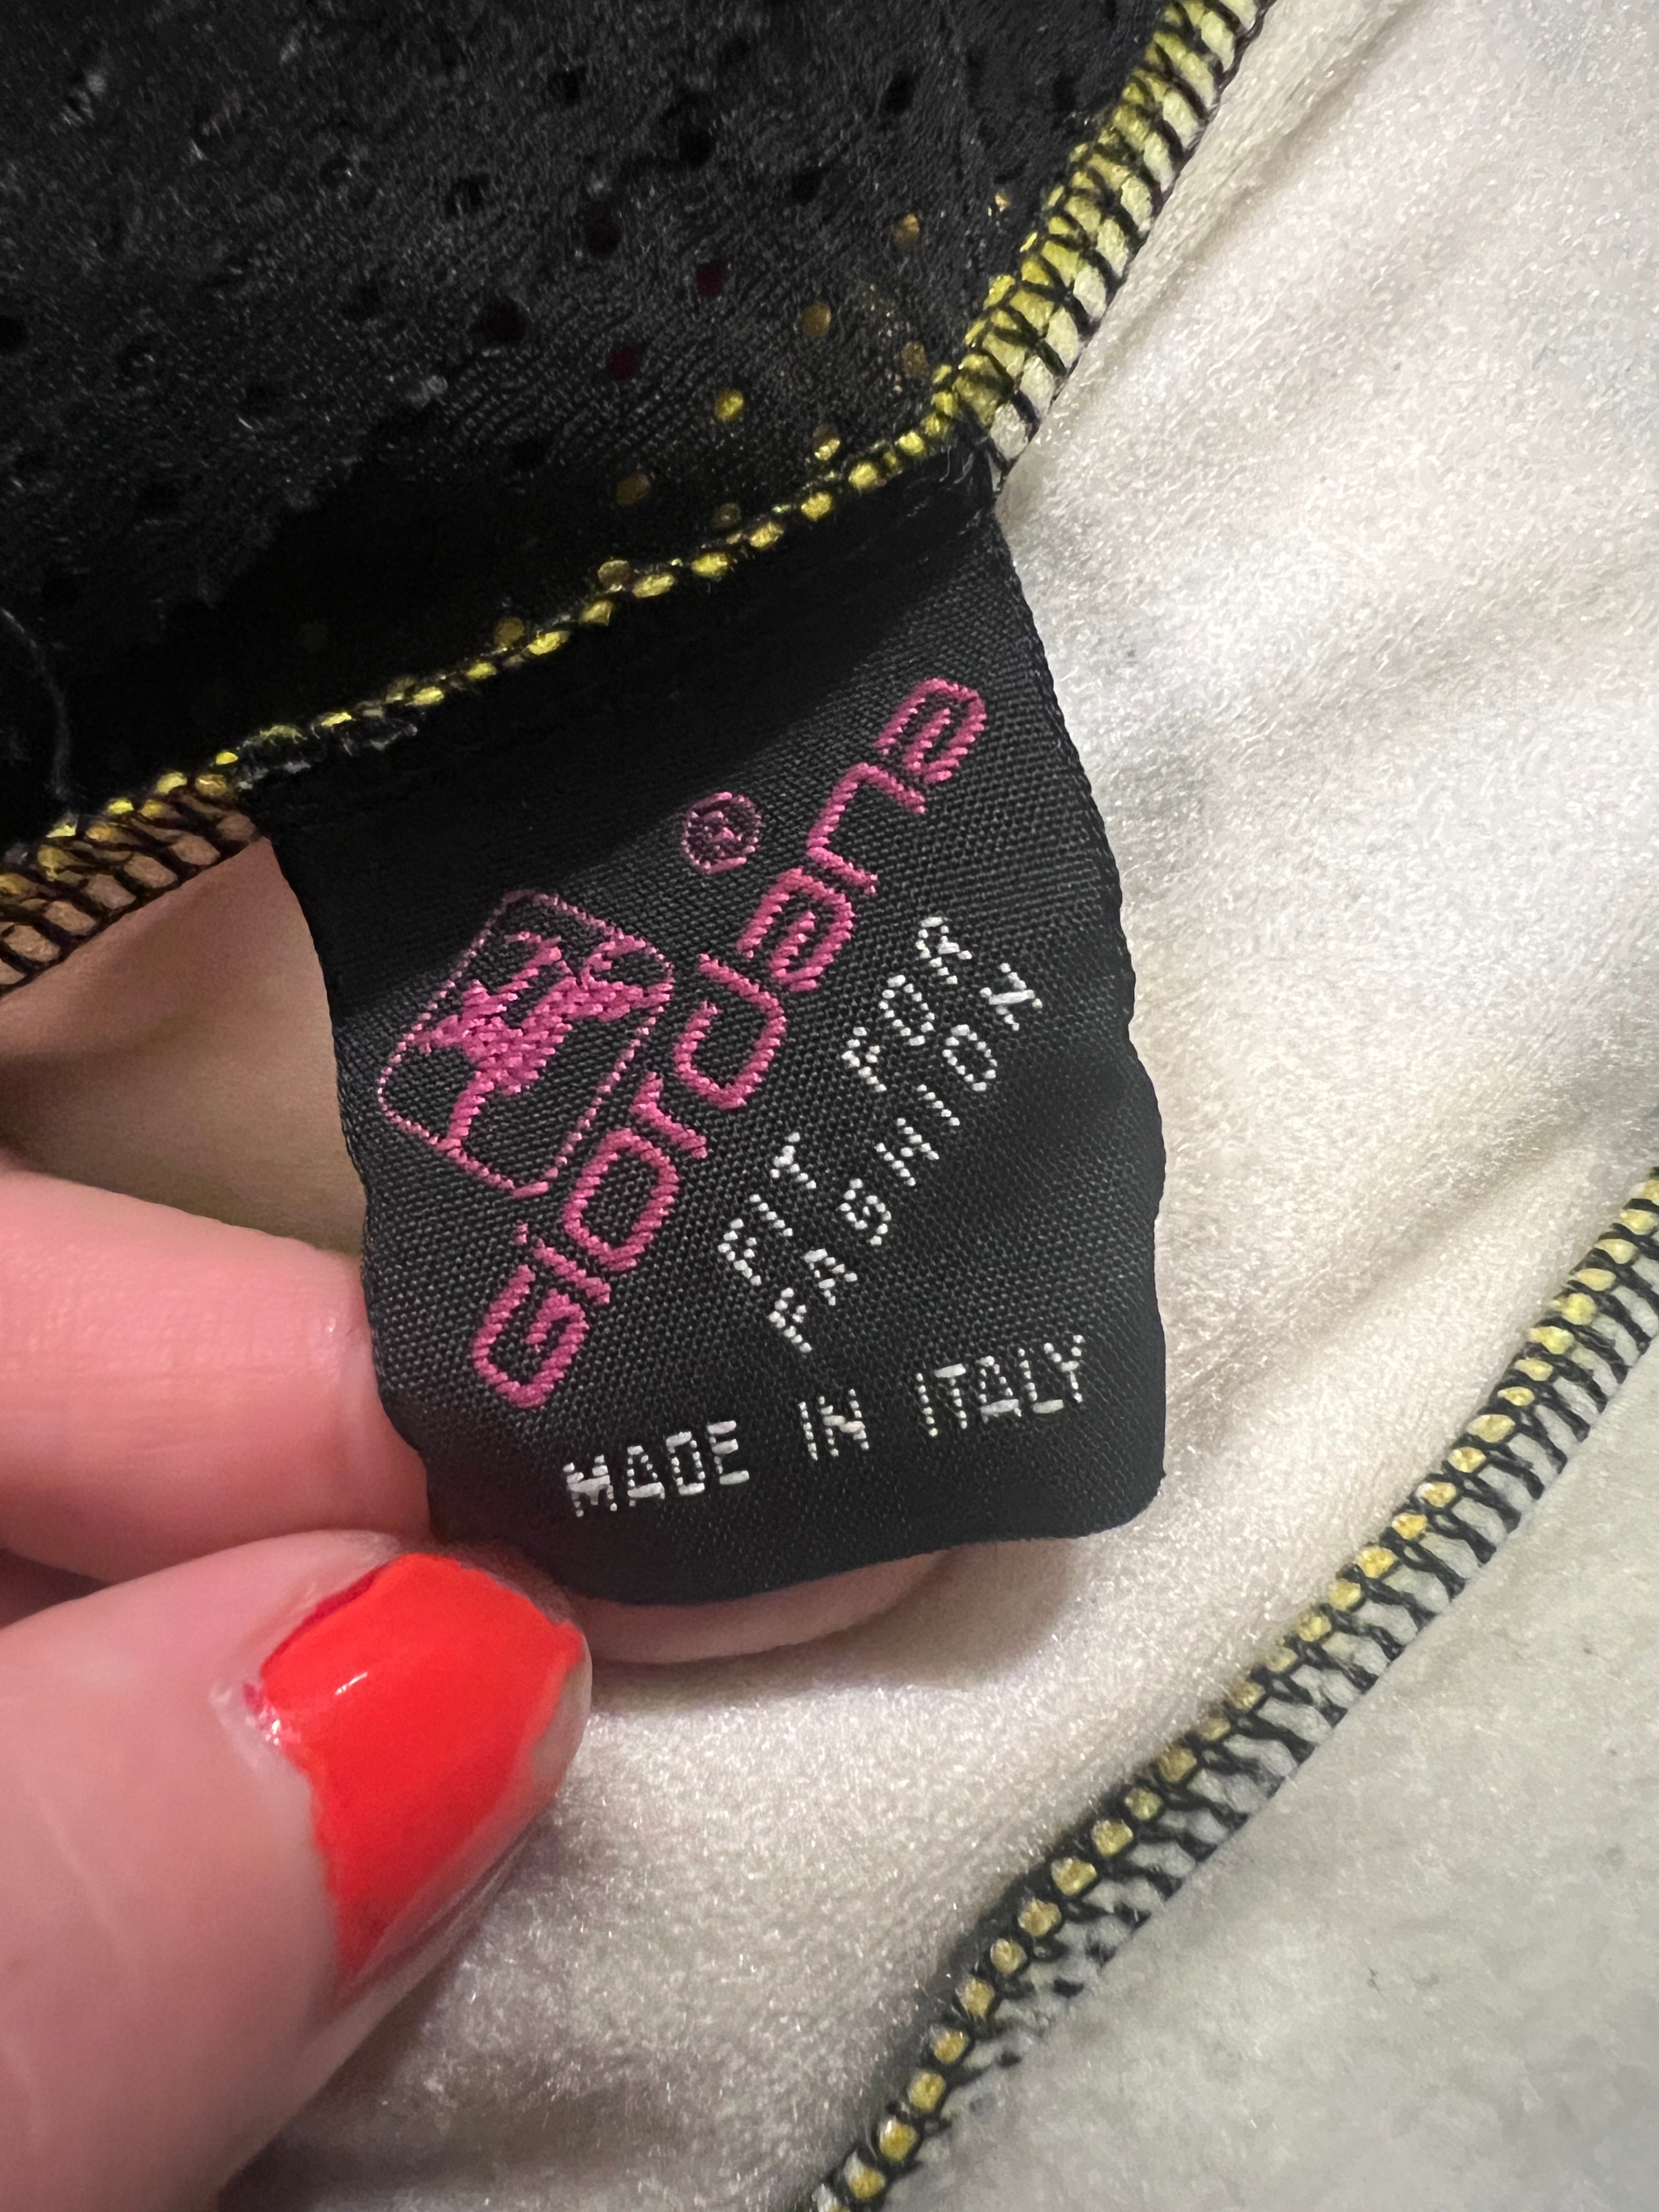 Giordana®
FIT FOR
FASHION
MADE IN ITALY